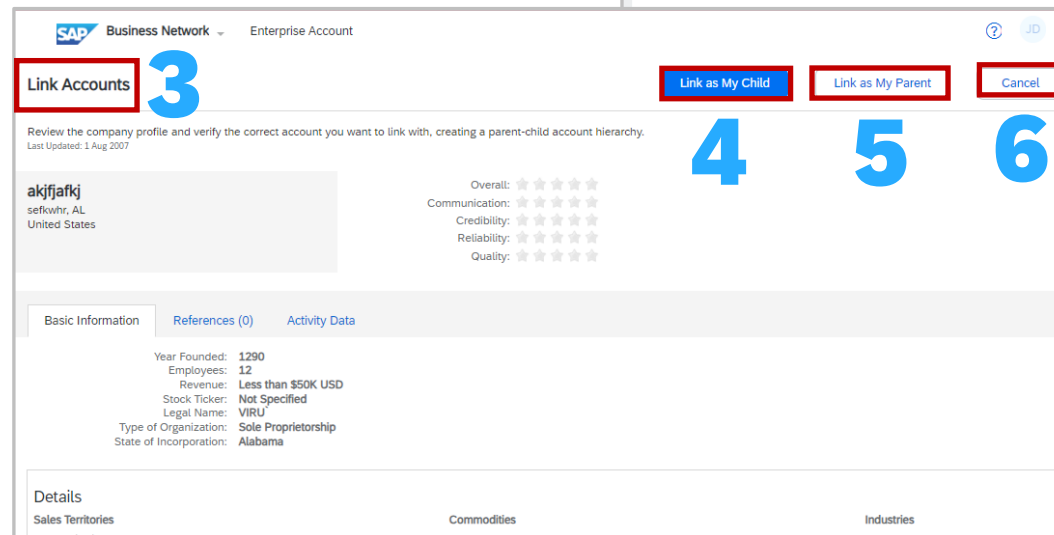 SAP Business Network Enterprise Account ? JD
Link Accounts 3 Link as My Child Link as My Parent Cancel
4 5 6
Review the company profile and verify the correct account you want to link with, creating a parent-child account hierarchy.
Last Updated: 1 Aug 2007
akjfjafkj
sefkwhr, AL
United States
Overall:
Communication:
Credibility:
Reliability:
Quality:
Basic Information References (0) Activity Data
Year Founded: 1290
Employees: 12
Revenue: Less than $50K USD
Stock Ticker: Not Specified
Legal Name: VIRU
Type of Organization: Sole Proprietorship
State of Incorporation: Alabama
Details
Sales Territories Commodities Industries